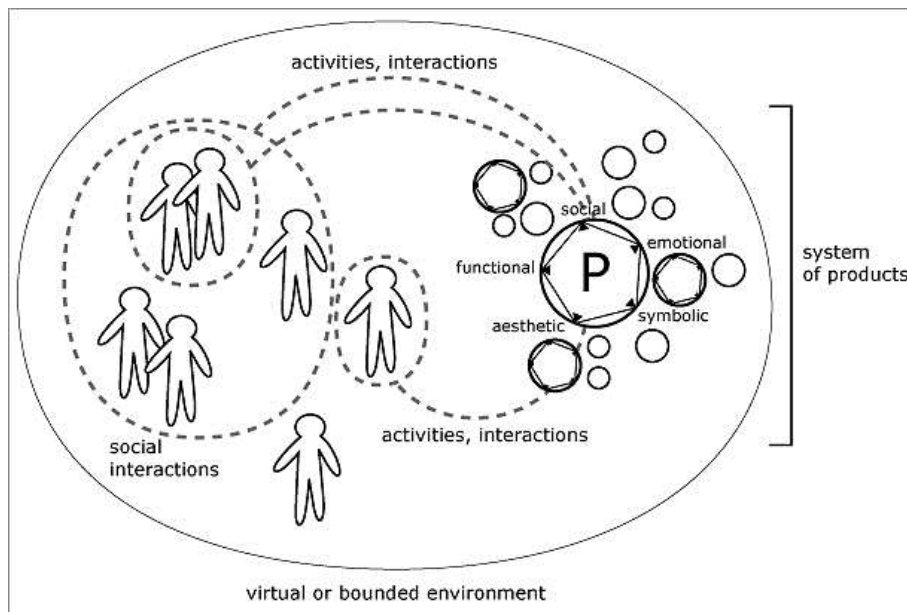 activities, interactions
social
emotional
functional
P
system
of products
symbolic
aesthetic
activities, interactions
social
interactions
virtual or bounded environment